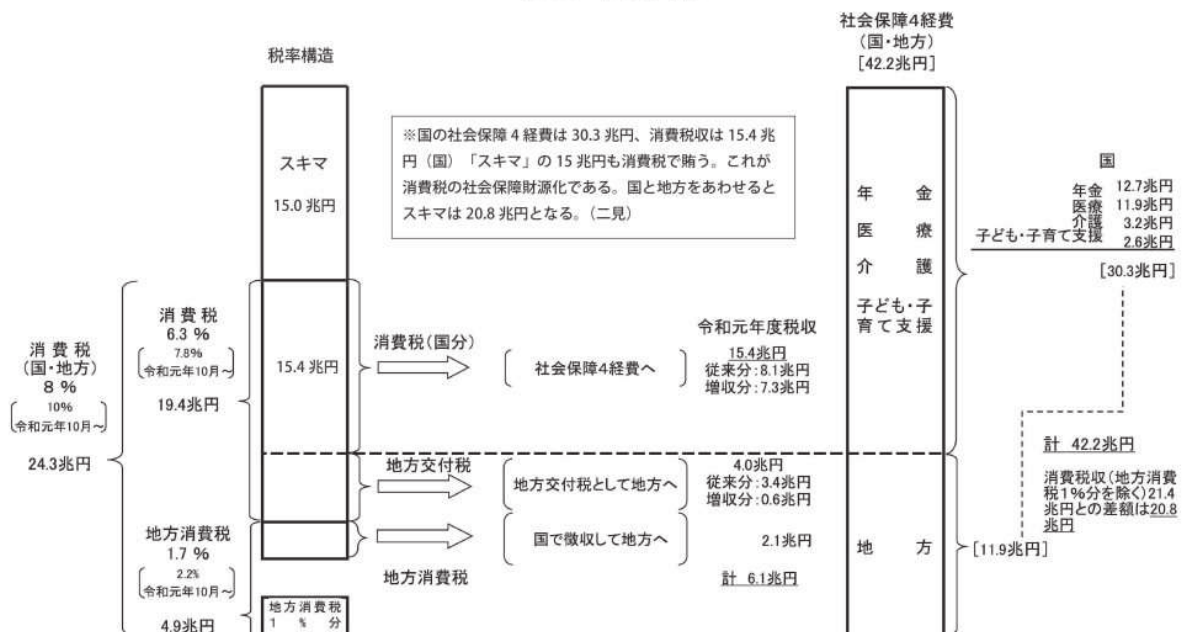 社会保障4経費
(国・地方)
[42.2兆円]
税率構造
スキマ
15.0 兆円
※国の社会保障 4 経費は 30.3 兆円、消費税収は 15.4 兆
円（国）「スキマ」の 15 兆円も消費税で賄う。これが
消費税の社会保障財源化である。国と地方をあわせると
スキマは 20.8 兆円となる。（二見）
年　金
医　療
介　護
子ども・子
育て支援
国
年金 12.7兆円
医療 11.9兆円
介護 3.2兆円
子ども・子育て支援 2.6兆円
[30.3兆円]
消費税
(国・地方)
8 %
10%
令和元年10月～
24.3兆円
消費税
6.3 %
7.8%
令和元年10月～
19.4兆円
15.4 兆円
消費税(国分)
社会保障4経費へ
令和元年度税収
15.4兆円
従来分:8.1兆円
増収分:7.3兆円
地方交付税
地方交付税として地方へ
4.0兆円
従来分:3.4兆円
増収分:0.6兆円
地方消費税
1.7 %
2.2%
令和元年10月～
4.9兆円
国で徴収して地方へ
2.1兆円
地方消費税
計 6.1兆円
地方消費税
1 % 分
地　方
[11.9兆円]
計 42.2兆円
消費税収(地方消費
税1%分を除く)21.4
兆円との差額は20.8
兆円